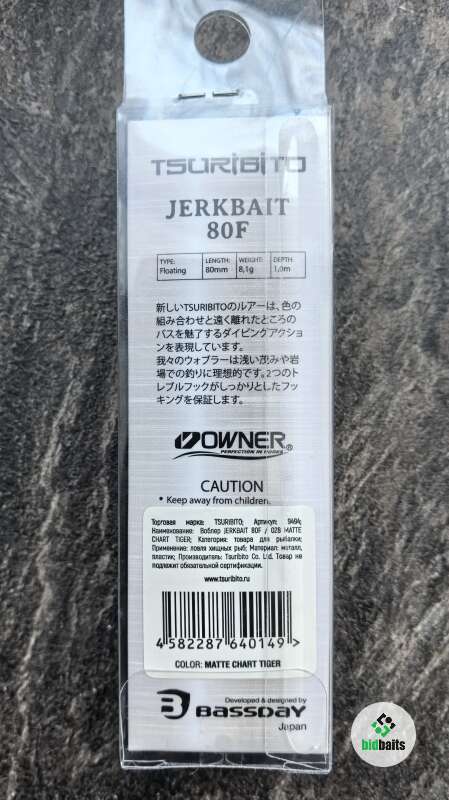 TSURIBITO
JERKBAIT
80F
TYPE: LENGTH: WEIGHT: DEPTH:
Floating 80mm 8,1g 1,0m
新しいTSURIBITOのルアーは、色の
組み合わせと遠く離れたところの
バスを魅了するダイビングアクショ
ンを表現しています。
我々のウォブラーは浅い茂みや岩
場での釣りに理想的です。2つのト
レブルフックがしっかりとしたフッ
キングを保証します。
OWNER®
PERFECTION IN HOOKS
CAUTION
* Keep away from children.
Торговая марка: TSURIBITO; Артикул: 9494;
Наименование: Воблер JERKBAIT 80F / 028 MATTE
CHART TIGER; Категория: товара для рыбалки;
Применение: ловля хищных рыб; Материал: металл,
пластик; Производитель: Tsuribito Co. Ltd. Товар не
подлежит обязательной сертификации.
www.tsuribito.ru
4 582287 640149 >
COLOR: MATTE CHART TIGER
Developed & designed by
BASSDAY
Japan
bidbaits